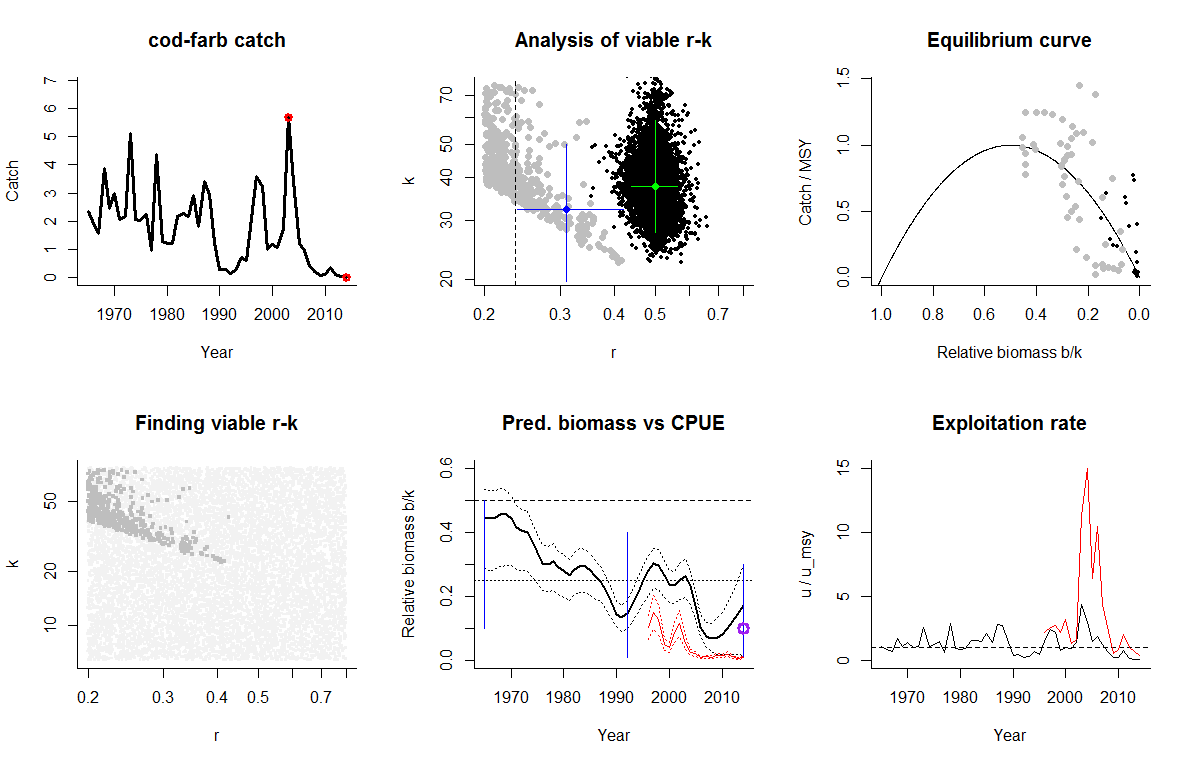 cod-farb catch
Catch
7
6
5
4
3
2
1
0
1970 1980 1990 2000 2010
Year
Analysis of viable r-k
k
70
50
40
30
20
0.2 0.3 0.5 0.7
r
Equilibrium curve
Catch / MSY
1.5
1.0
0.5
0.0
1.0 0.8 0.6 0.4 0.2 0.0
Relative biomass b/k
Finding viable r-k
k
50
20
10
0.2 0.3 0.4 0.5 0.7
r
Pred. biomass vs CPUE
Relative biomass b/k
0.6
0.4
0.2
0.0
1970 1980 1990 2000 2010
Year
Exploitation rate
u / u_msy
15
10
5
0
1970 1980 1990 2000 2010
Year